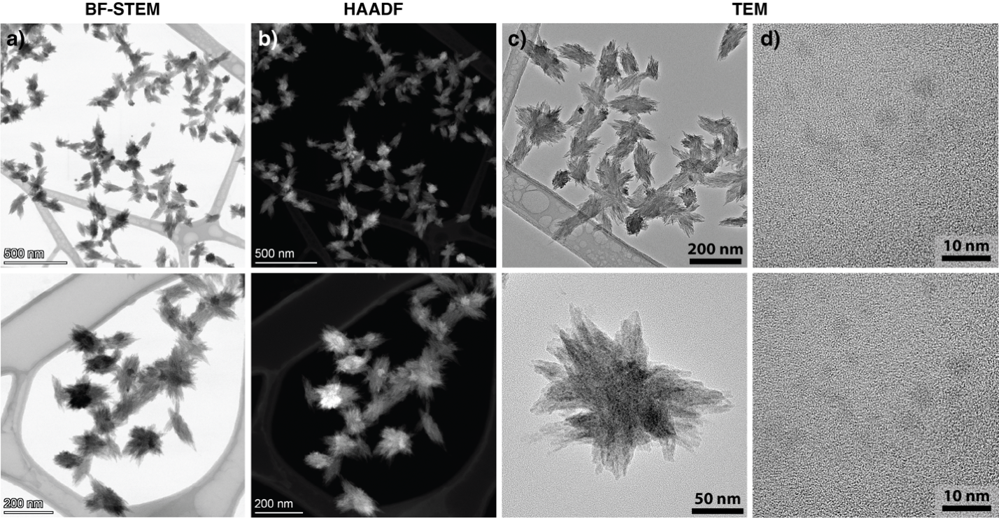 BF-STEM
HAADF
TEM
a)
b)
c)
d)
500 nm
500 nm
200 nm
10 nm
200 nm
200 nm
50 nm
10 nm